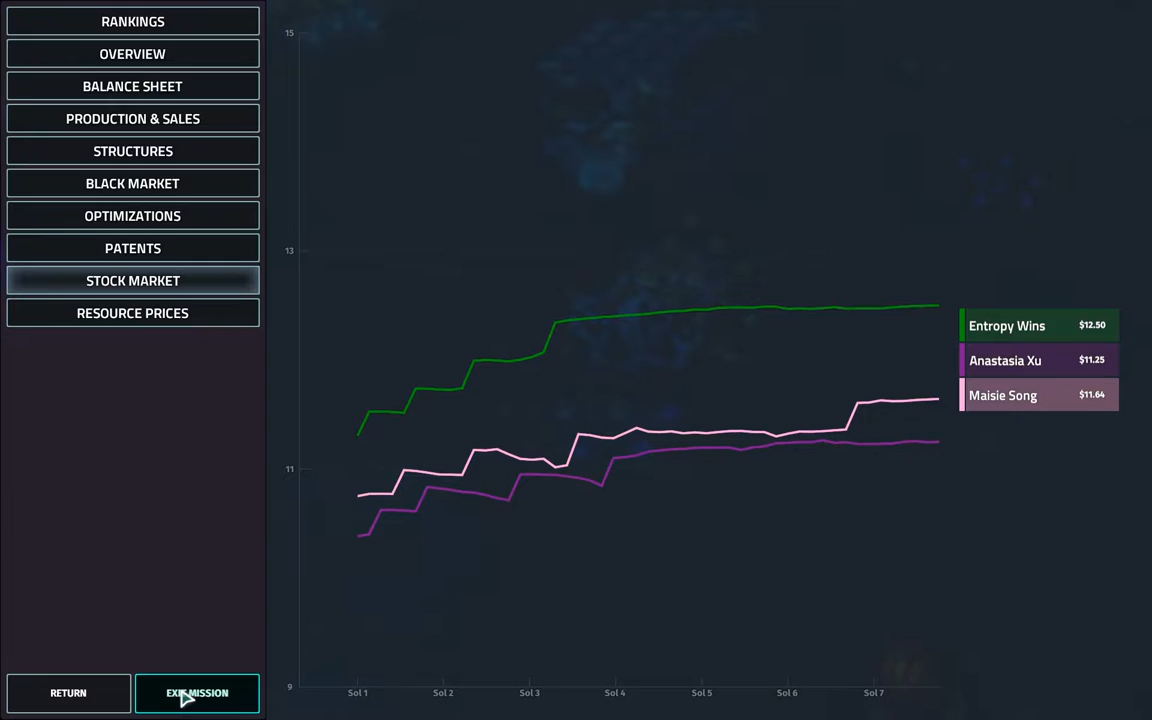 RANKINGS
OVERVIEW
BALANCE SHEET
PRODUCTION & SALES
STRUCTURES
BLACK MARKET
OPTIMIZATIONS
PATENTS
STOCK MARKET
RESOURCE PRICES
RETURN
EXIT MISSION
15
13
11
9
Sol 1 Sol 2 Sol 3 Sol 4 Sol 5 Sol 6 Sol 7
Entropy Wins $12.50
Anastasia Xu $11.25
Maisie Song $11.64